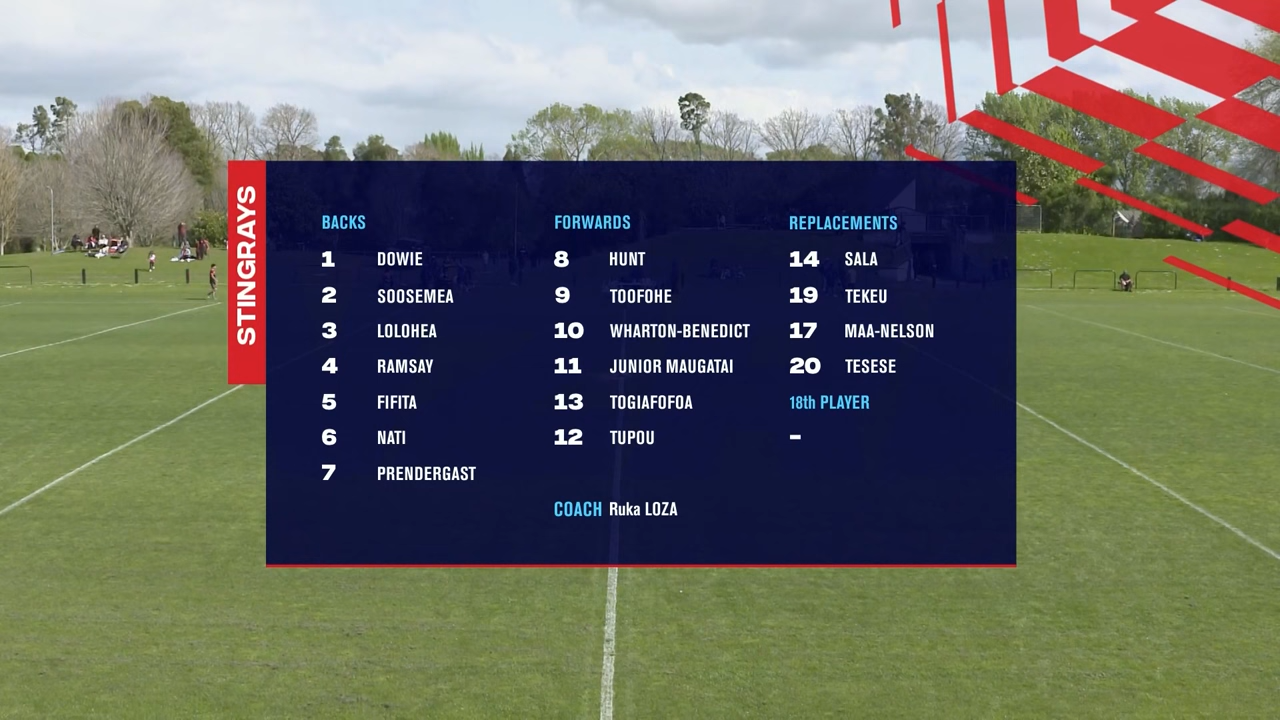 STINGRAYS
BACKS
1 DOWIE
2 SOOSEMEA
3 LOLOHEA
4 RAMSAY
5 FIFITA
6 NATI
7 PRENDERGAST
FORWARDS
8 HUNT
9 TOOFOHE
10 WHARTON-BENEDICT
11 JUNIOR MAUGATAI
13 TOGIAFOFOA
12 TUPOU
COACH Ruka LOZA
REPLACEMENTS
14 SALA
19 TEKEU
17 MAA-NELSON
20 TESESE
18th PLAYER
-